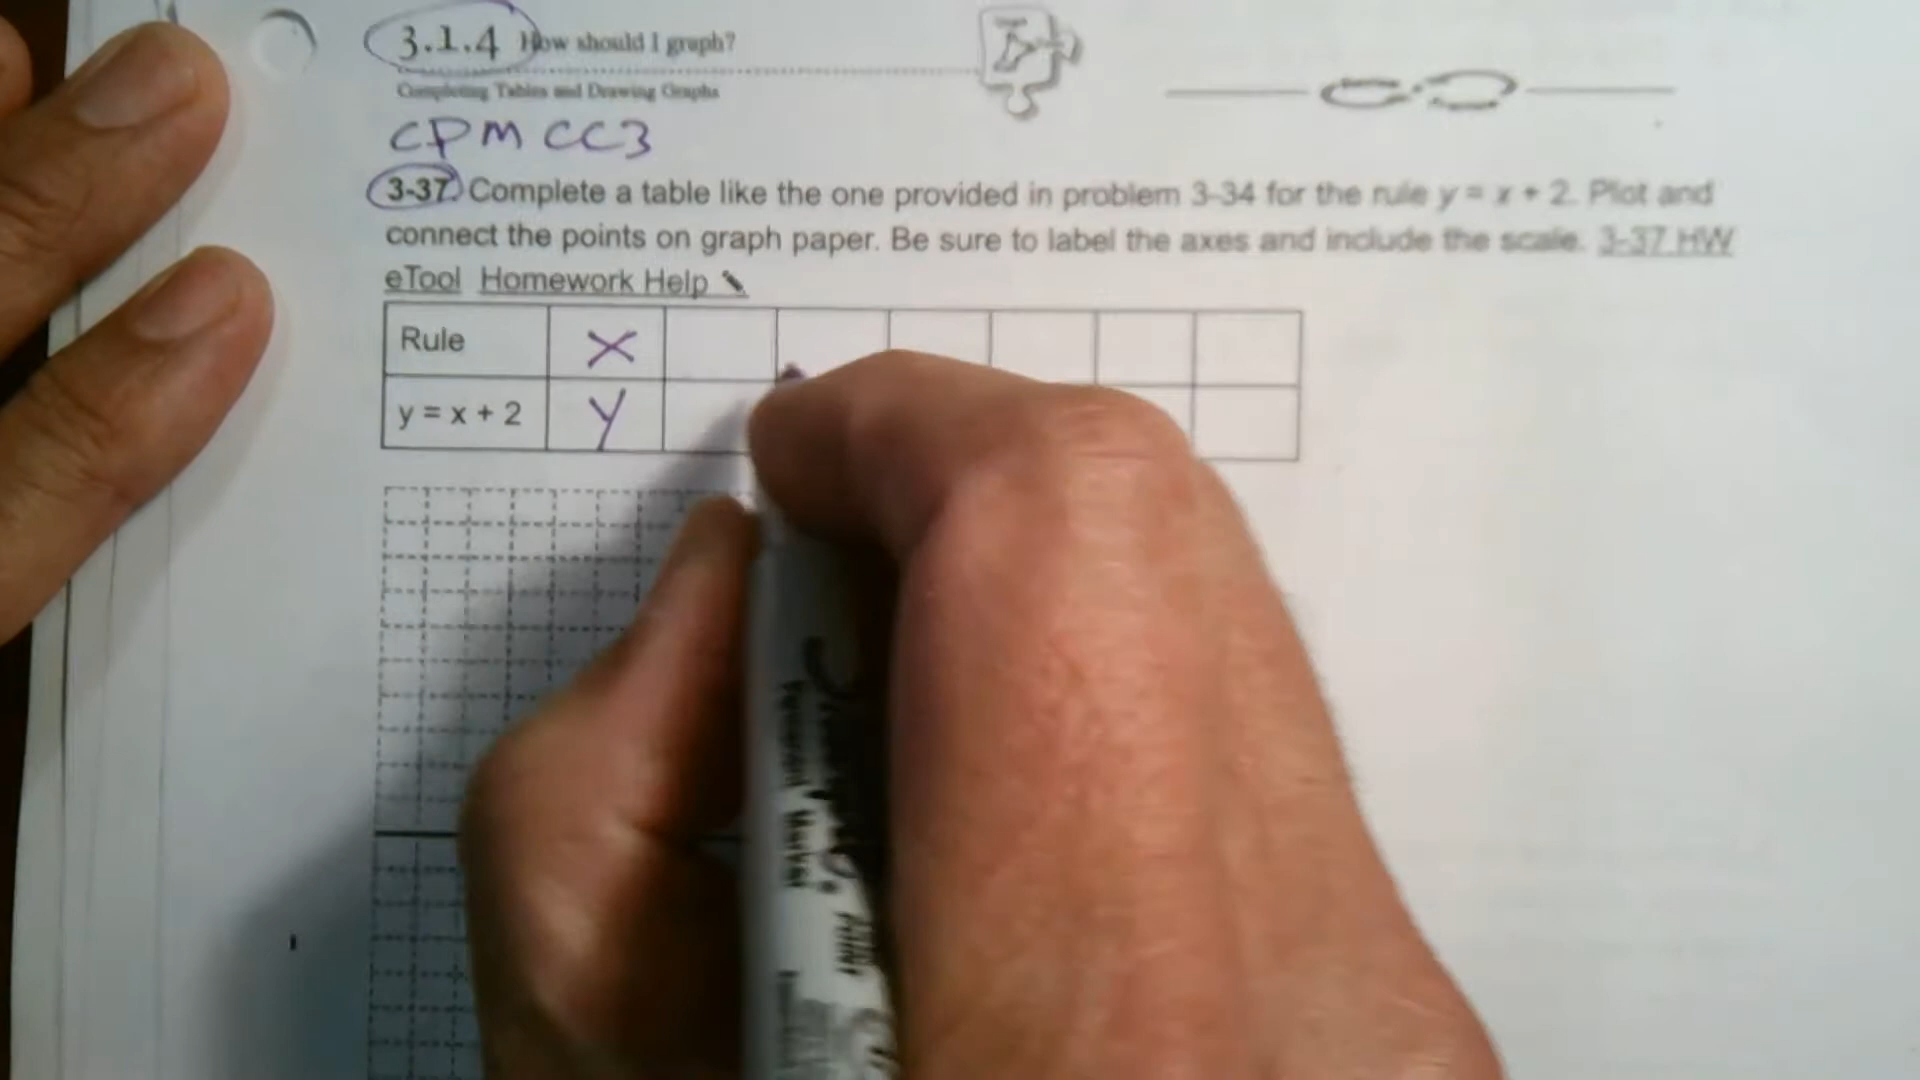 3.1.4 How should I graph?
Completing Tables and Drawing Graphs
CPM CC3
3-37. Complete a table like the one provided in problem 3-34 for the rule y = x + 2. Plot and
connect the points on graph paper. Be sure to label the axes and include the scale. 3-37 HW
eTool Homework Help
Rule X
y = x + 2 Y